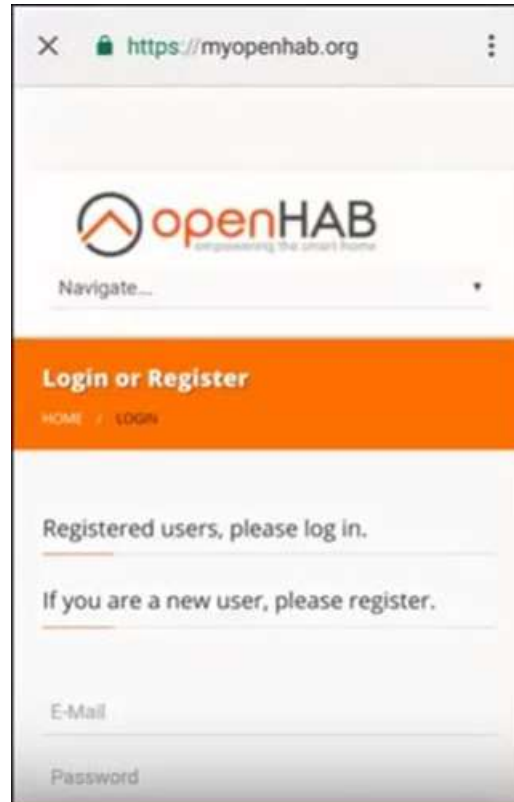 https://myopenhab.org
openHAB
empowering the smart home
Navigate...
Login or Register
HOME / LOGIN
Registered users, please log in.
If you are a new user, please register.
E-Mail
Password